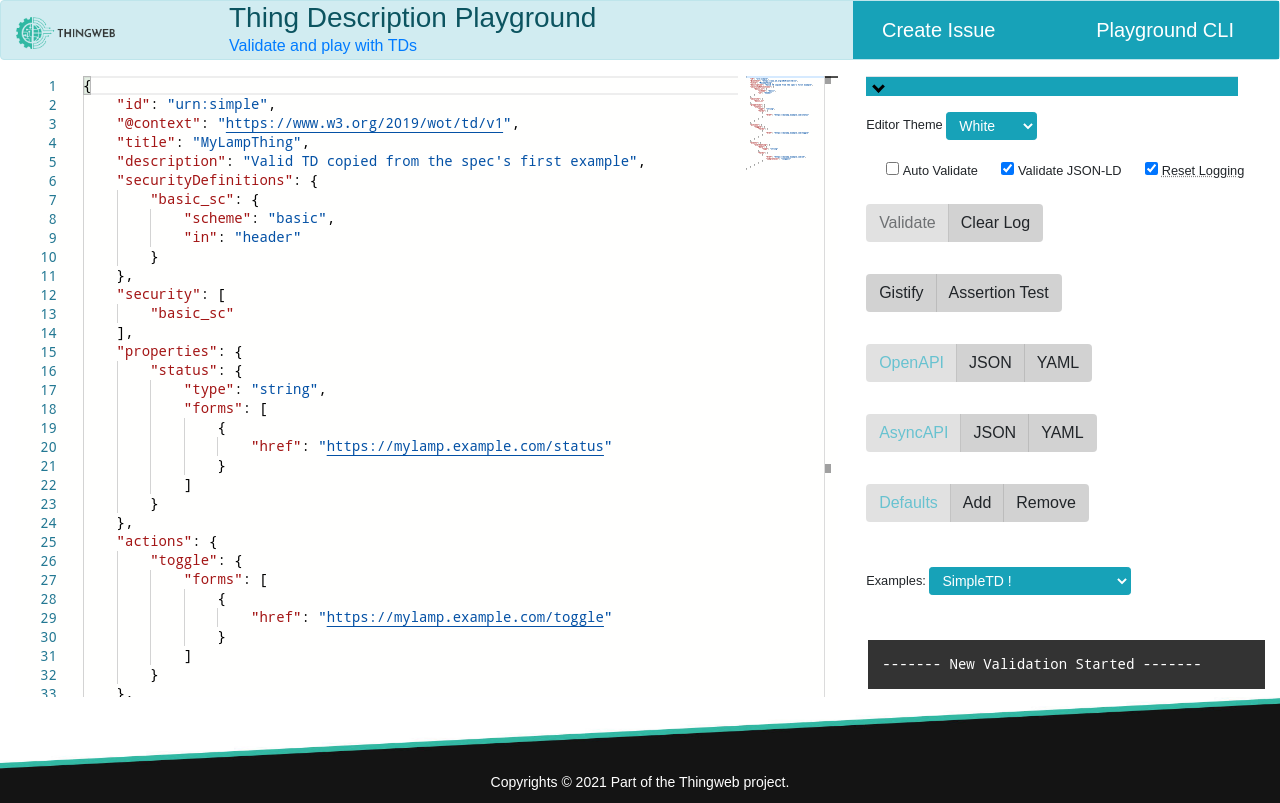 THINGWEB
Thing Description Playground
Validate and play with TDs
Create Issue
Playground CLI
1 {
2 "id": "urn:simple",
3 "@context": "https://www.w3.org/2019/wot/td/v1",
4 "title": "MyLampThing",
5 "description": "Valid TD copied from the spec's first example",
6 "securityDefinitions": {
7 "basic_sc": {
8 "scheme": "basic",
9 "in": "header"
10 }
11 },
12 "security": [
13 "basic_sc"
14 ],
15 "properties": {
16 "status": {
17 "type": "string",
18 "forms": [
19 {
20 "href": "https://mylamp.example.com/status"
21 }
22 ]
23 }
24 },
25 "actions": {
26 "toggle": {
27 "forms": [
28 {
29 "href": "https://mylamp.example.com/toggle"
30 }
31 ]
32 }
33 },
Editor Theme White
Auto Validate Validate JSON-LD Reset Logging
Validate Clear Log
Gistify Assertion Test
OpenAPI JSON YAML
AsyncAPI JSON YAML
Defaults Add Remove
Examples: SimpleTD !
------- New Validation Started -------
Copyrights © 2021 Part of the Thingweb project.